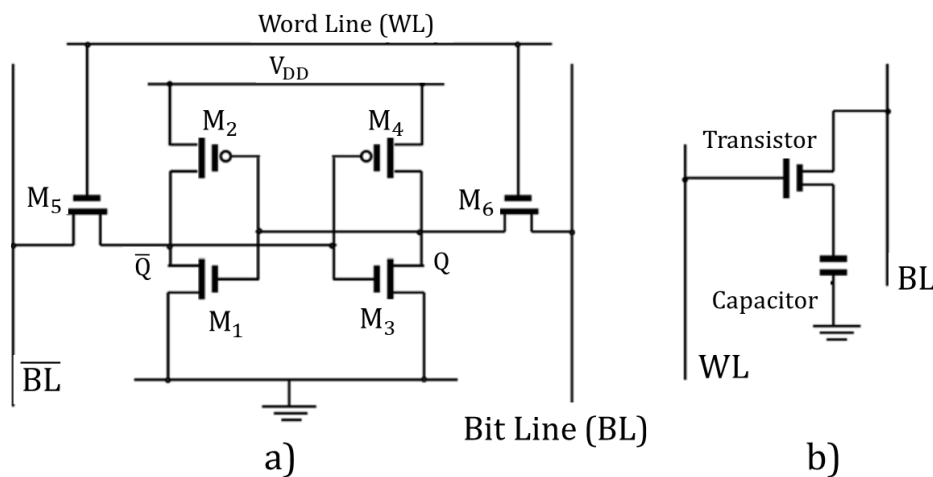 Word Line (WL)
V_DD
M_2
M_4
M_5
M_6
Q̅
Q
M_1
M_3
B̅L̅
Bit Line (BL)
a)
Transistor
Capacitor
BL
WL
b)